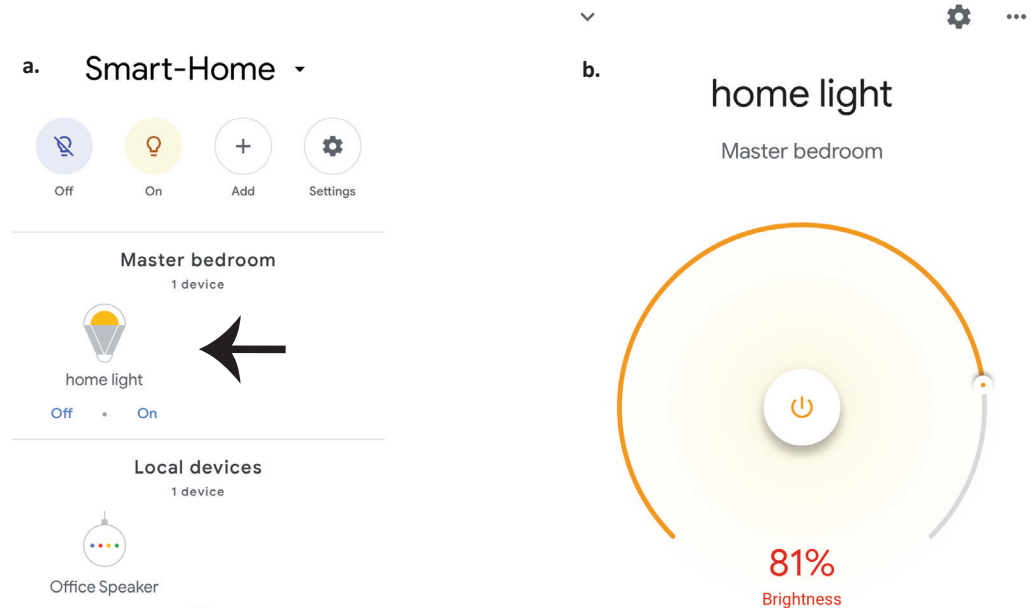 a.
Smart-Home
Off On Add Settings
Master bedroom
1 device
home light
Off • On
Local devices
1 device
Office Speaker
b.
home light
Master bedroom
81%
Brightness